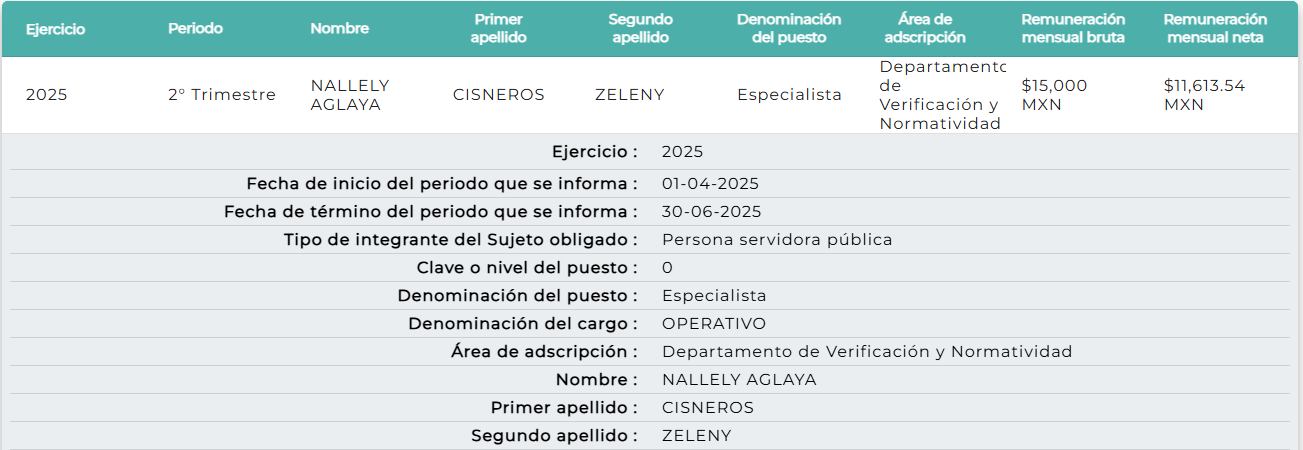 Ejercicio Periodo Nombre Primer apellido Segundo apellido Denominación del puesto Área de adscripción Remuneración mensual bruta Remuneración mensual neta
2025 2° Trimestre NALLELY AGLAYA CISNEROS ZELENY Especialista Departamento de Verificación y Normatividad $15,000 MXN $11,613.54 MXN
Ejercicio : 2025
Fecha de inicio del periodo que se informa : 01-04-2025
Fecha de término del periodo que se informa : 30-06-2025
Tipo de integrante del Sujeto obligado : Persona servidora pública
Clave o nivel del puesto : 0
Denominación del puesto : Especialista
Denominación del cargo : OPERATIVO
Área de adscripción : Departamento de Verificación y Normatividad
Nombre : NALLELY AGLAYA
Primer apellido : CISNEROS
Segundo apellido : ZELENY